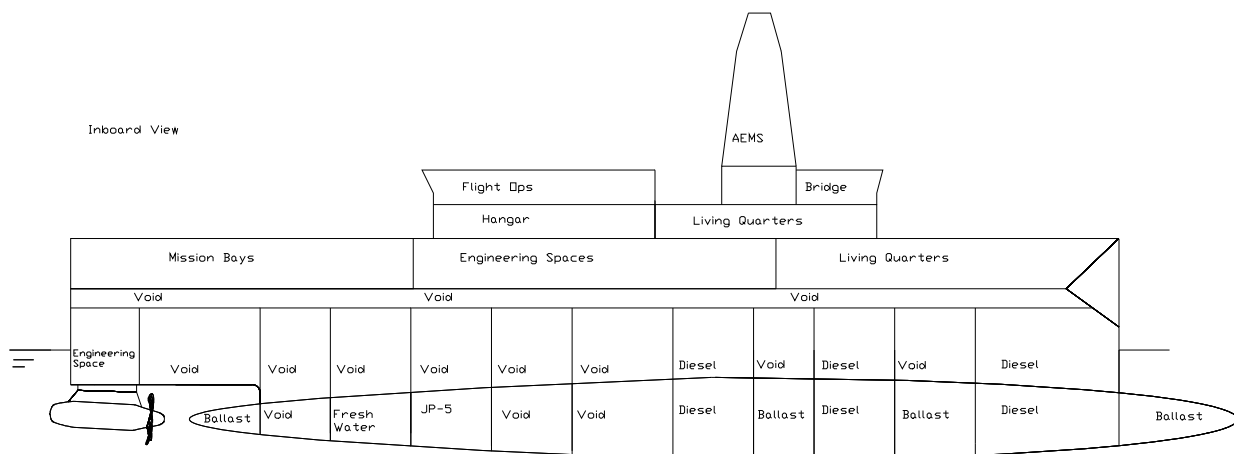 Inboard View
AEMS
Flight Ops
Bridge
Hangar
Living Quarters
Mission Bays
Engineering Spaces
Living Quarters
Void
Void
Void
Engineering
Space
Void
Void
Void
Void
Void
Void
Diesel
Void
Diesel
Void
Diesel
Ballast
Void
Fresh
Water
JP-5
Void
Void
Diesel
Ballast
Diesel
Ballast
Diesel
Ballast